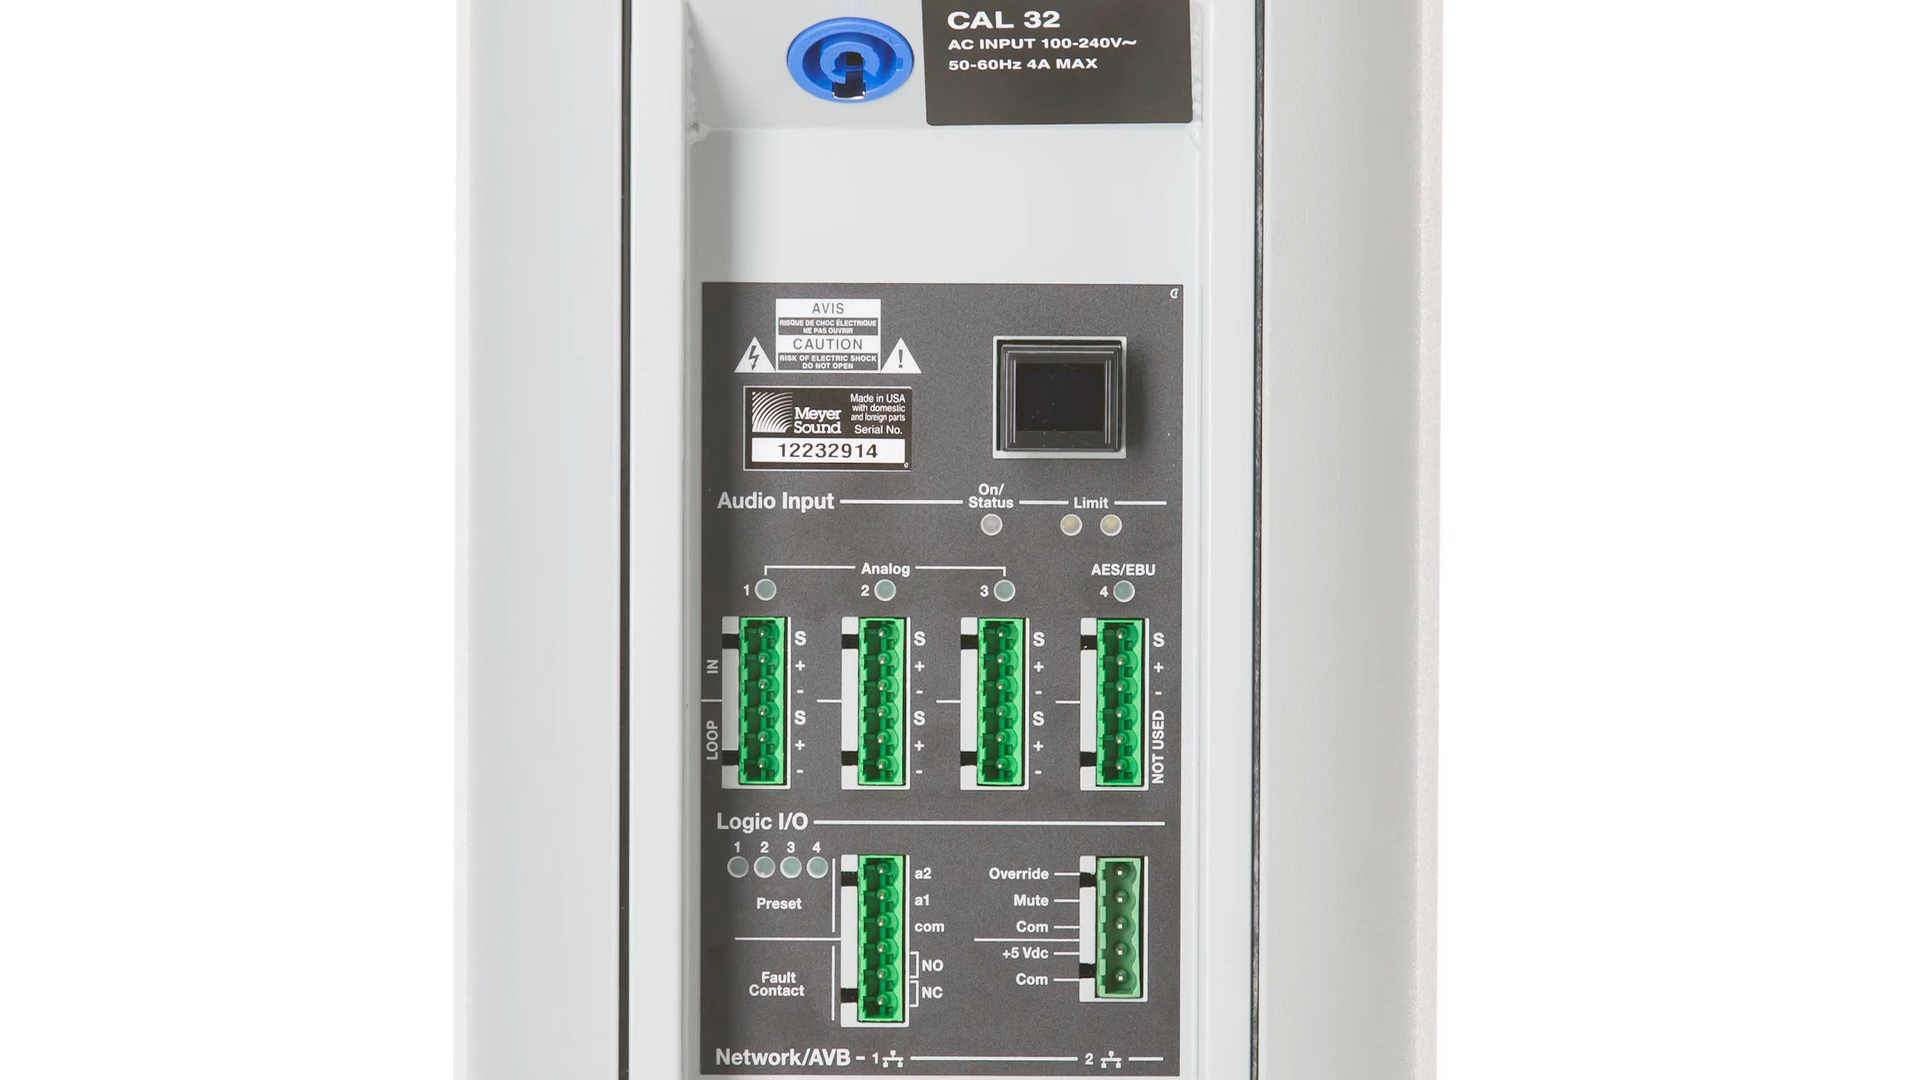 CAL 32
AC INPUT 100-240V~
50-60Hz 4A MAX
AVIS
RISQUE DE CHOC ÉLECTRIQUE
NE PAS OUVRIR
CAUTION
RISK OF ELECTRIC SHOCK
DO NOT OPEN
!
Meyer
Sound
Made in USA
with domestic
and foreign parts
Serial No.
12232914
Audio Input
On/
Status
Limit
Analog
AES/EBU
1
2
3
4
IN
LOOP
S
+
-
S
+
-
S
+
-
S
+
-
S
+
-
S
+
-
S
+
-
NOT USED
Logic I/O
1 2 3 4
Preset
Fault
Contact
a2
a1
com
NO
NC
Override
Mute
Com
+5 Vdc
Com
Network/AVB - 1
2